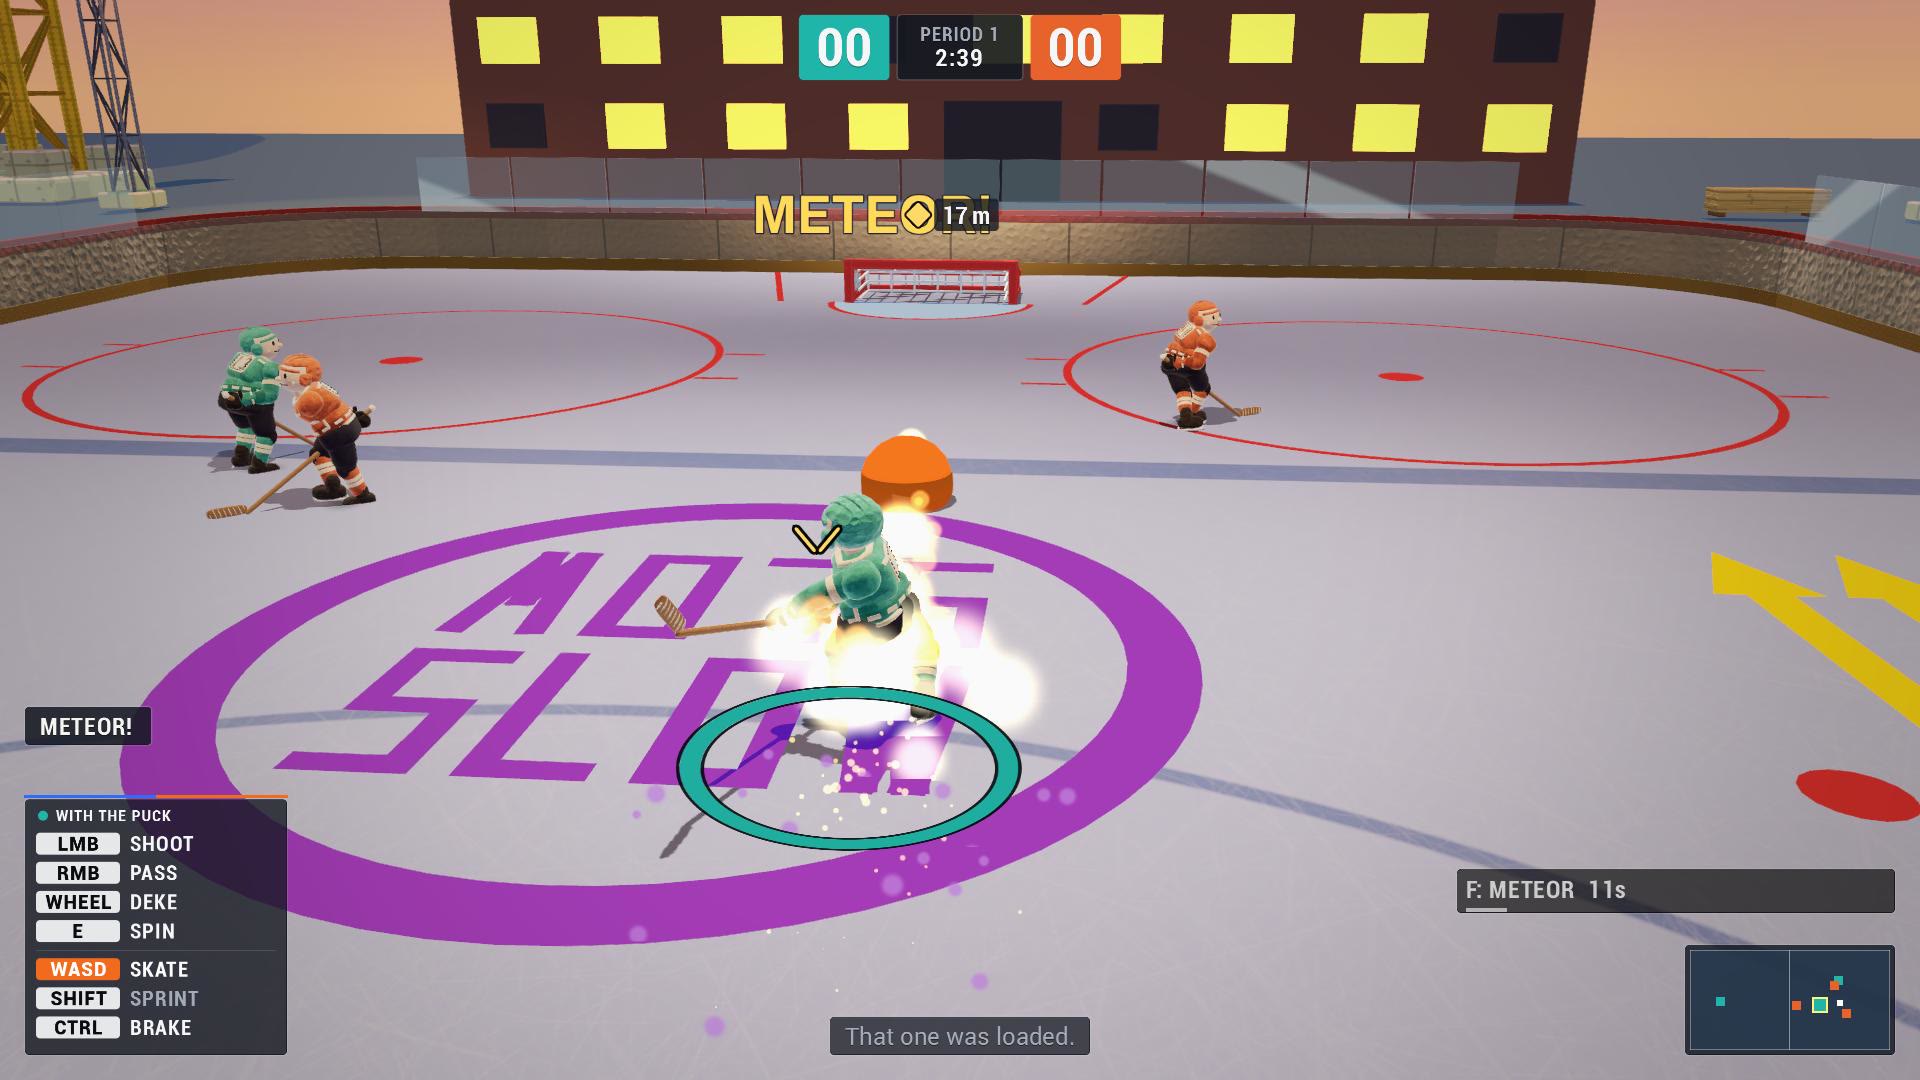 00
PERIOD 1
2:39
00
17 m
METEOR!
WITH THE PUCK
LMB SHOOT
RMB PASS
WHEEL DEKE
E SPIN
WASD SKATE
SHIFT SPRINT
CTRL BRAKE
F: METEOR 11s
That one was loaded.